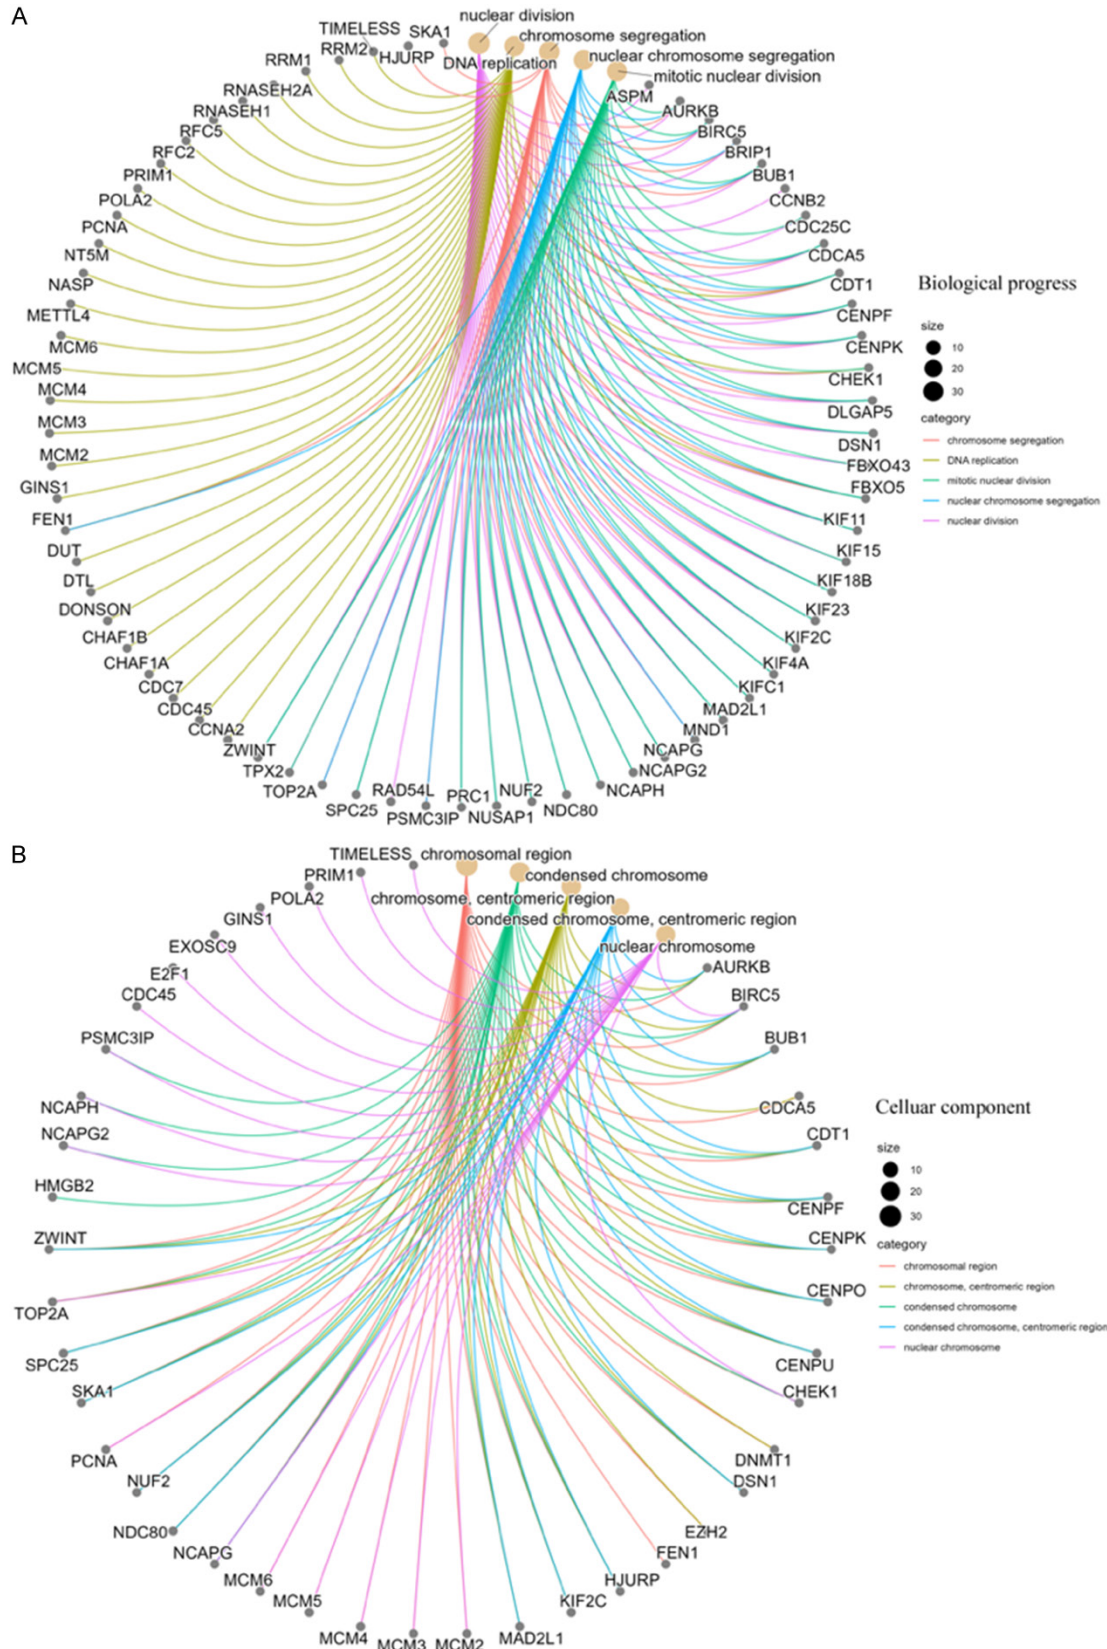 A
nuclear division
TIMELESS
SKA1
chromosome segregation
RRM2
HJURP
DNA replication
nuclear chromosome segregation
RRM1
mitotic nuclear division
RNASEH2A
ASPM
RNASEH1
AURKB
RFC5
BIRC5
RFC2
BRIP1
PRIM1
BUB1
POLA2
CCNB2
PCNA
CDC25C
NT5M
CDCA5
NASP
CDT1
Biological progress
METTL4
CENPF
size
MCM6
CENPK
10
MCM5
20
CHEK1
MCM4
30
DLGAP5
MCM3
category
DSN1
chromosome segregation
MCM2
DNA replication
FBXO43
mitotic nuclear division
GINS1
FBXO5
nuclear chromosome segregation
FEN1
KIF11
nuclear division
DUT
KIF15
DTL
KIF18B
DONSON
KIF23
CHAF1B
KIF2C
CHAF1A
KIF4A
CDC7
KIFC1
CDC45
MAD2L1
CCNA2
MND1
ZWINT
NCAPG
TPX2
NCAPG2
TOP2A
RAD54L
NUF2
NCAPH
SPC25
PRC1
NDC80
PSMC3IP
NUSAP1
B
TIMELESS
chromosomal region
PRIM1
condensed chromosome
POLA2
chromosome, centromeric region
GINS1
condensed chromosome, centromeric region
EXOSC9
nuclear chromosome
E2F1
AURKB
CDC45
BIRC5
PSMC3IP
BUB1
NCAPH
CDCA5
Celluar component
NCAPG2
CDT1
size
10
HMGB2
20
CENPF
30
ZWINT
CENPK
category
chromosomal region
CENPO
chromosome, centromeric region
TOP2A
condensed chromosome
condensed chromosome, centromeric region
nuclear chromosome
SPC25
CENPU
SKA1
CHEK1
PCNA
DNMT1
NUF2
DSN1
NDC80
EZH2
NCAPG
FEN1
MCM6
HJURP
MCM5
KIF2C
MCM4
MCM3
MCM2
MAD2L1